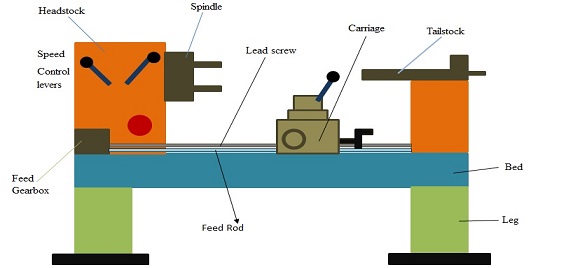 Headstock
Spindle
Carriage
Tailstock
Speed
Control
levers
Lead screw
Feed
Gearbox
Feed Rod
Bed
Leg